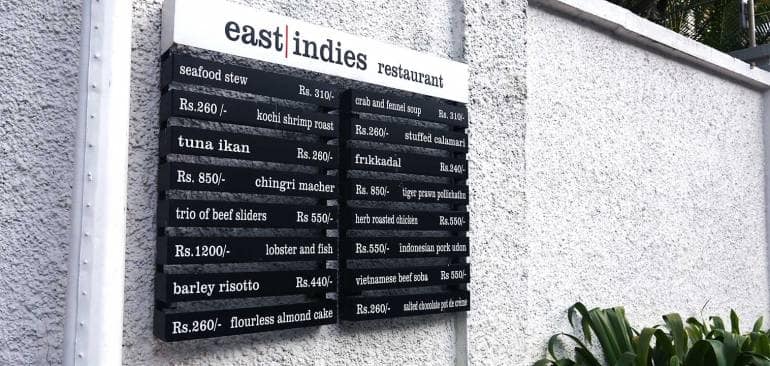 east|indies restaurant
seafood stew Rs. 310/-
Rs.260 /- kochi shrimp roast
tuna ikan Rs. 260/-
Rs. 850/- chingri macher
trio of beef sliders Rs 550/-
Rs.1200/- lobster and fish
barley risotto Rs.440/-
Rs.260/- flourless almond cake
crab and fennel soup Rs. 310/-
Rs.260/- stuffed calamari
frikkadal Rs.240/-
Rs. 850/- tiger prawn pollichathu
herb roasted chicken Rs.550/-
Rs.550/- indonesian pork udon
vietnamese beef soba Rs 550/-
Rs.260/- salted chocolate pot de crème